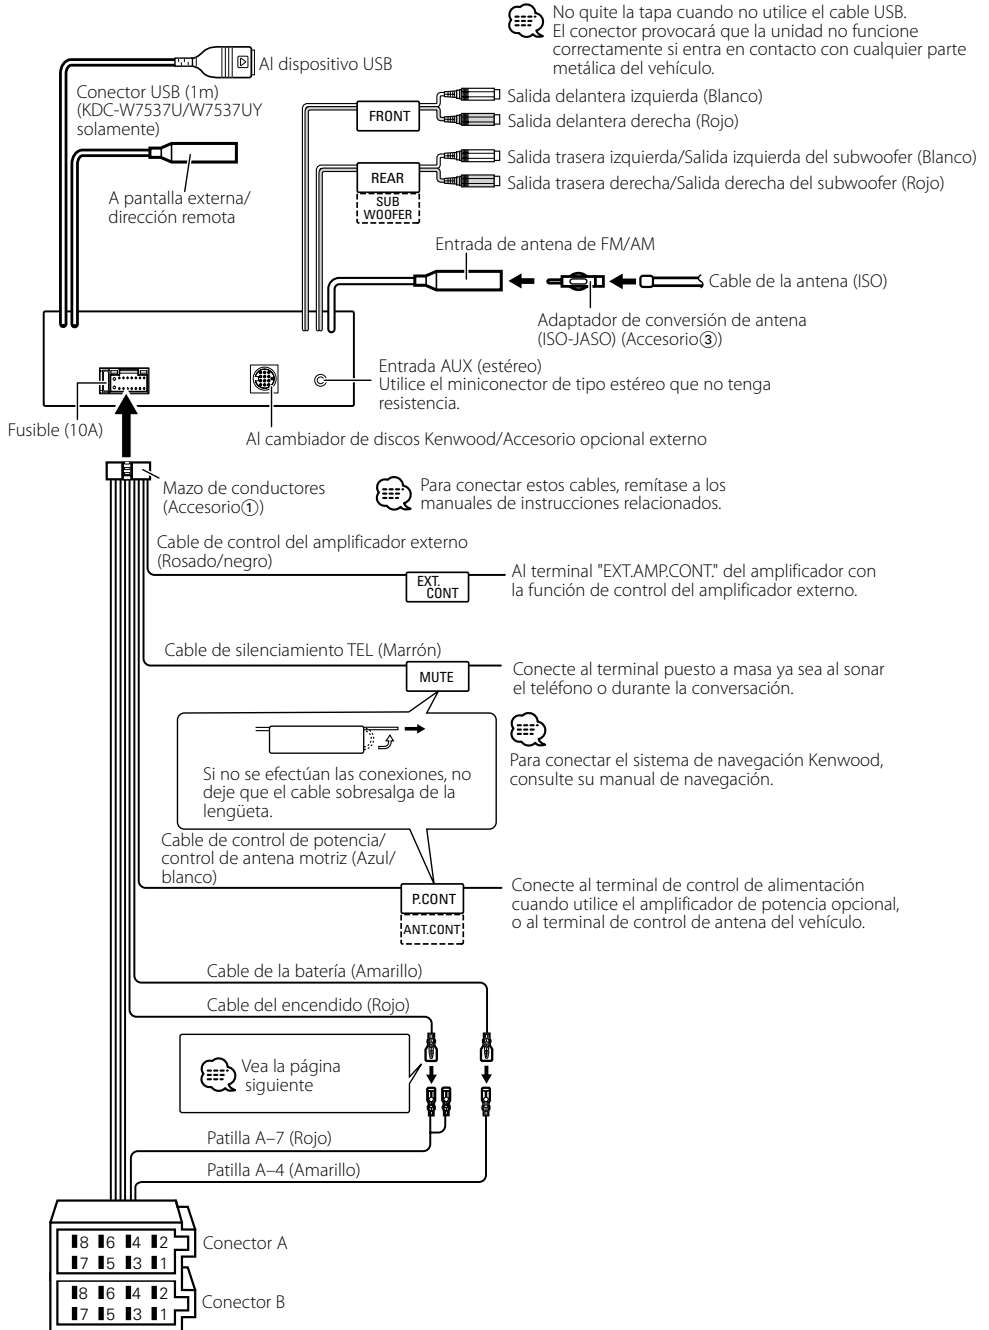 No quite la tapa cuando no utilice el cable USB.
El conector provocará que la unidad no funcione
correctamente si entra en contacto con cualquier parte
metálica del vehículo.
Al dispositivo USB
Conector USB (1m)
(KDC-W7537U/W7537UY
solamente)
FRONT
Salida delantera izquierda (Blanco)
Salida delantera derecha (Rojo)
REAR
SUB
WOOFER
Salida trasera izquierda/Salida izquierda del subwoofer (Blanco)
Salida trasera derecha/Salida derecha del subwoofer (Rojo)
A pantalla externa/
dirección remota
Entrada de antena de FM/AM
Cable de la antena (ISO)
Adaptador de conversión de antena
(ISO-JASO) (Accesorio③)
Entrada AUX (estéreo)
Utilice el miniconector de tipo estéreo que no tenga
resistencia.
Fusible (10A)
Al cambiador de discos Kenwood/Accesorio opcional externo
Mazo de conductores
(Accesorio①)
Para conectar estos cables, remítase a los
manuales de instrucciones relacionados.
Cable de control del amplificador externo
(Rosado/negro)
EXT.
CONT
Al terminal "EXT.AMP.CONT." del amplificador con
la función de control del amplificador externo.
Cable de silenciamiento TEL (Marrón)
MUTE
Conecte al terminal puesto a masa ya sea al sonar
el teléfono o durante la conversación.
Para conectar el sistema de navegación Kenwood,
consulte su manual de navegación.
Si no se efectúan las conexiones, no
deje que el cable sobresalga de la
lengüeta.
Cable de control de potencia/
control de antena motriz (Azul/
blanco)
P.CONT
ANT.CONT
Conecte al terminal de control de alimentación
cuando utilice el amplificador de potencia opcional,
o al terminal de control de antena del vehículo.
Cable de la batería (Amarillo)
Cable del encendido (Rojo)
Vea la página
siguiente
Patilla A–7 (Rojo)
Patilla A–4 (Amarillo)
8 6 4 2
7 5 3 1
Conector A
8 6 4 2
7 5 3 1
Conector B